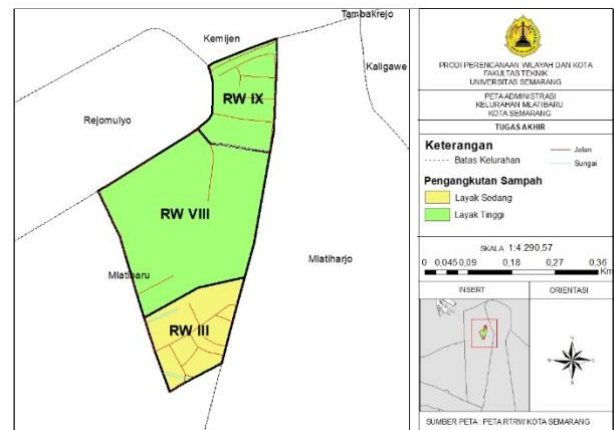 Tambakrejo
Kemijen
Kaligawe
RW IX
Rejomulyo
RW VIII
Mlatiharjo
Mlatibaru
RW III
PRODI PERENCANAAN WILAYAH DAN KOTA
FAKULTAS TEKNIK
UNIVERSITAS SEMARANG
PETA ADMINISTRASI
KELURAHAN MLATIBARU
KOTA SEMARANG
TUGAS AKHIR
Keterangan
Batas Kelurahan
Jalan
Sungai
Pengangkutan Sampah
Layak Sedang
Layak Tinggi
SKALA 1:4.290,57
0 0,045 0,09 0,18 0,27 0,36
Km
INSERT ORIENTASI
SUMBER PETA : PETA RTRW KOTA SEMARANG